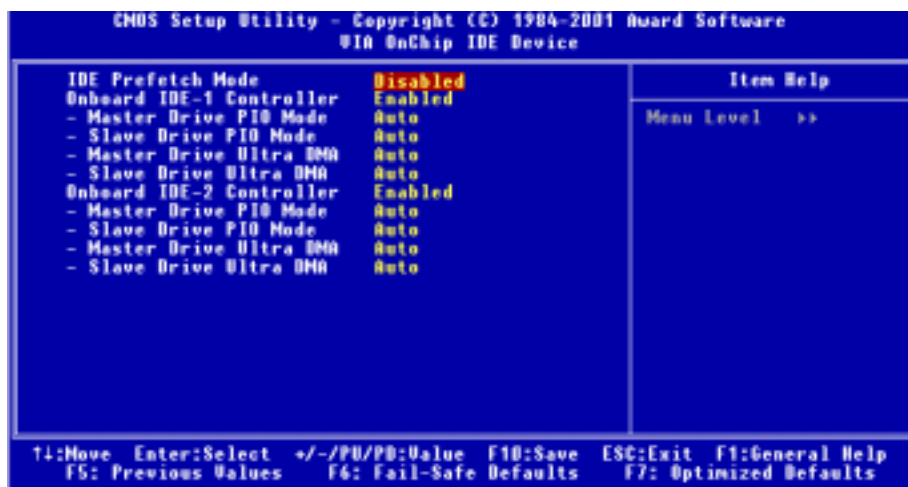 CMOS Setup Utility - Copyright (C) 1984-2001 Award Software
VIA OnChip IDE Device
IDE Prefetch Mode Disabled
Onboard IDE-1 Controller Enabled
- Master Drive PIO Mode Auto
- Slave Drive PIO Mode Auto
- Master Drive Ultra DMA Auto
- Slave Drive Ultra DMA Auto
Onboard IDE-2 Controller Enabled
- Master Drive PIO Mode Auto
- Slave Drive PIO Mode Auto
- Master Drive Ultra DMA Auto
- Slave Drive Ultra DMA Auto
Item Help
Menu Level ▸▸
↑↓:Move Enter:Select +/-/PU/PD:Value F10:Save ESC:Exit F1:General Help
F5: Previous Values F6: Fail-Safe Defaults F7: Optimized Defaults